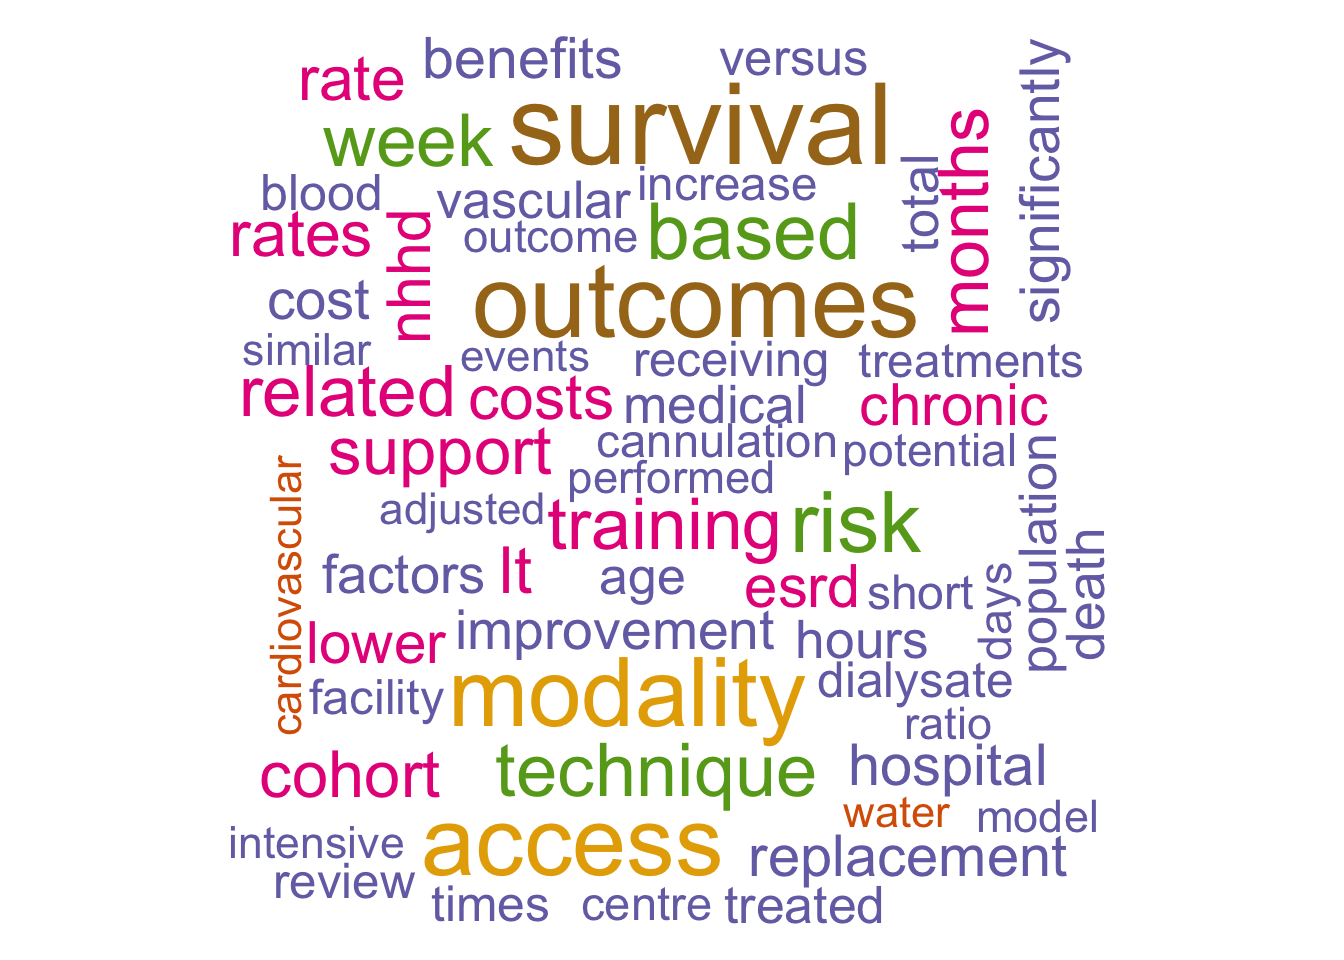 benefits
versus
rate
survival
week
significantly
months
total
blood
vascular
increase
rates
nhhd
outcome
based
cost
outcomes
similar
events
receiving
treatments
related
costs
medical
chronic
support
cannulation
potential
performed
population
cardiovascular
adjusted
training
risk
death
factors
lt
age
esrd
short
days
lower
improvement
hours
facility
modality
dialysate
ratio
cohort
technique
hospital
water
model
intensive
access
replacement
review
times
centre
treated